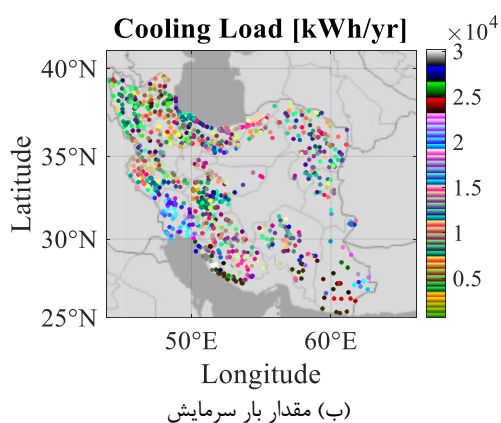 Cooling Load [kWh/yr]
×10⁴
40°N
35°N
30°N
25°N
Latitude
3
2.5
2
1.5
1
0.5
50°E
60°E
Longitude
(ب) مقدار بار سرمایش